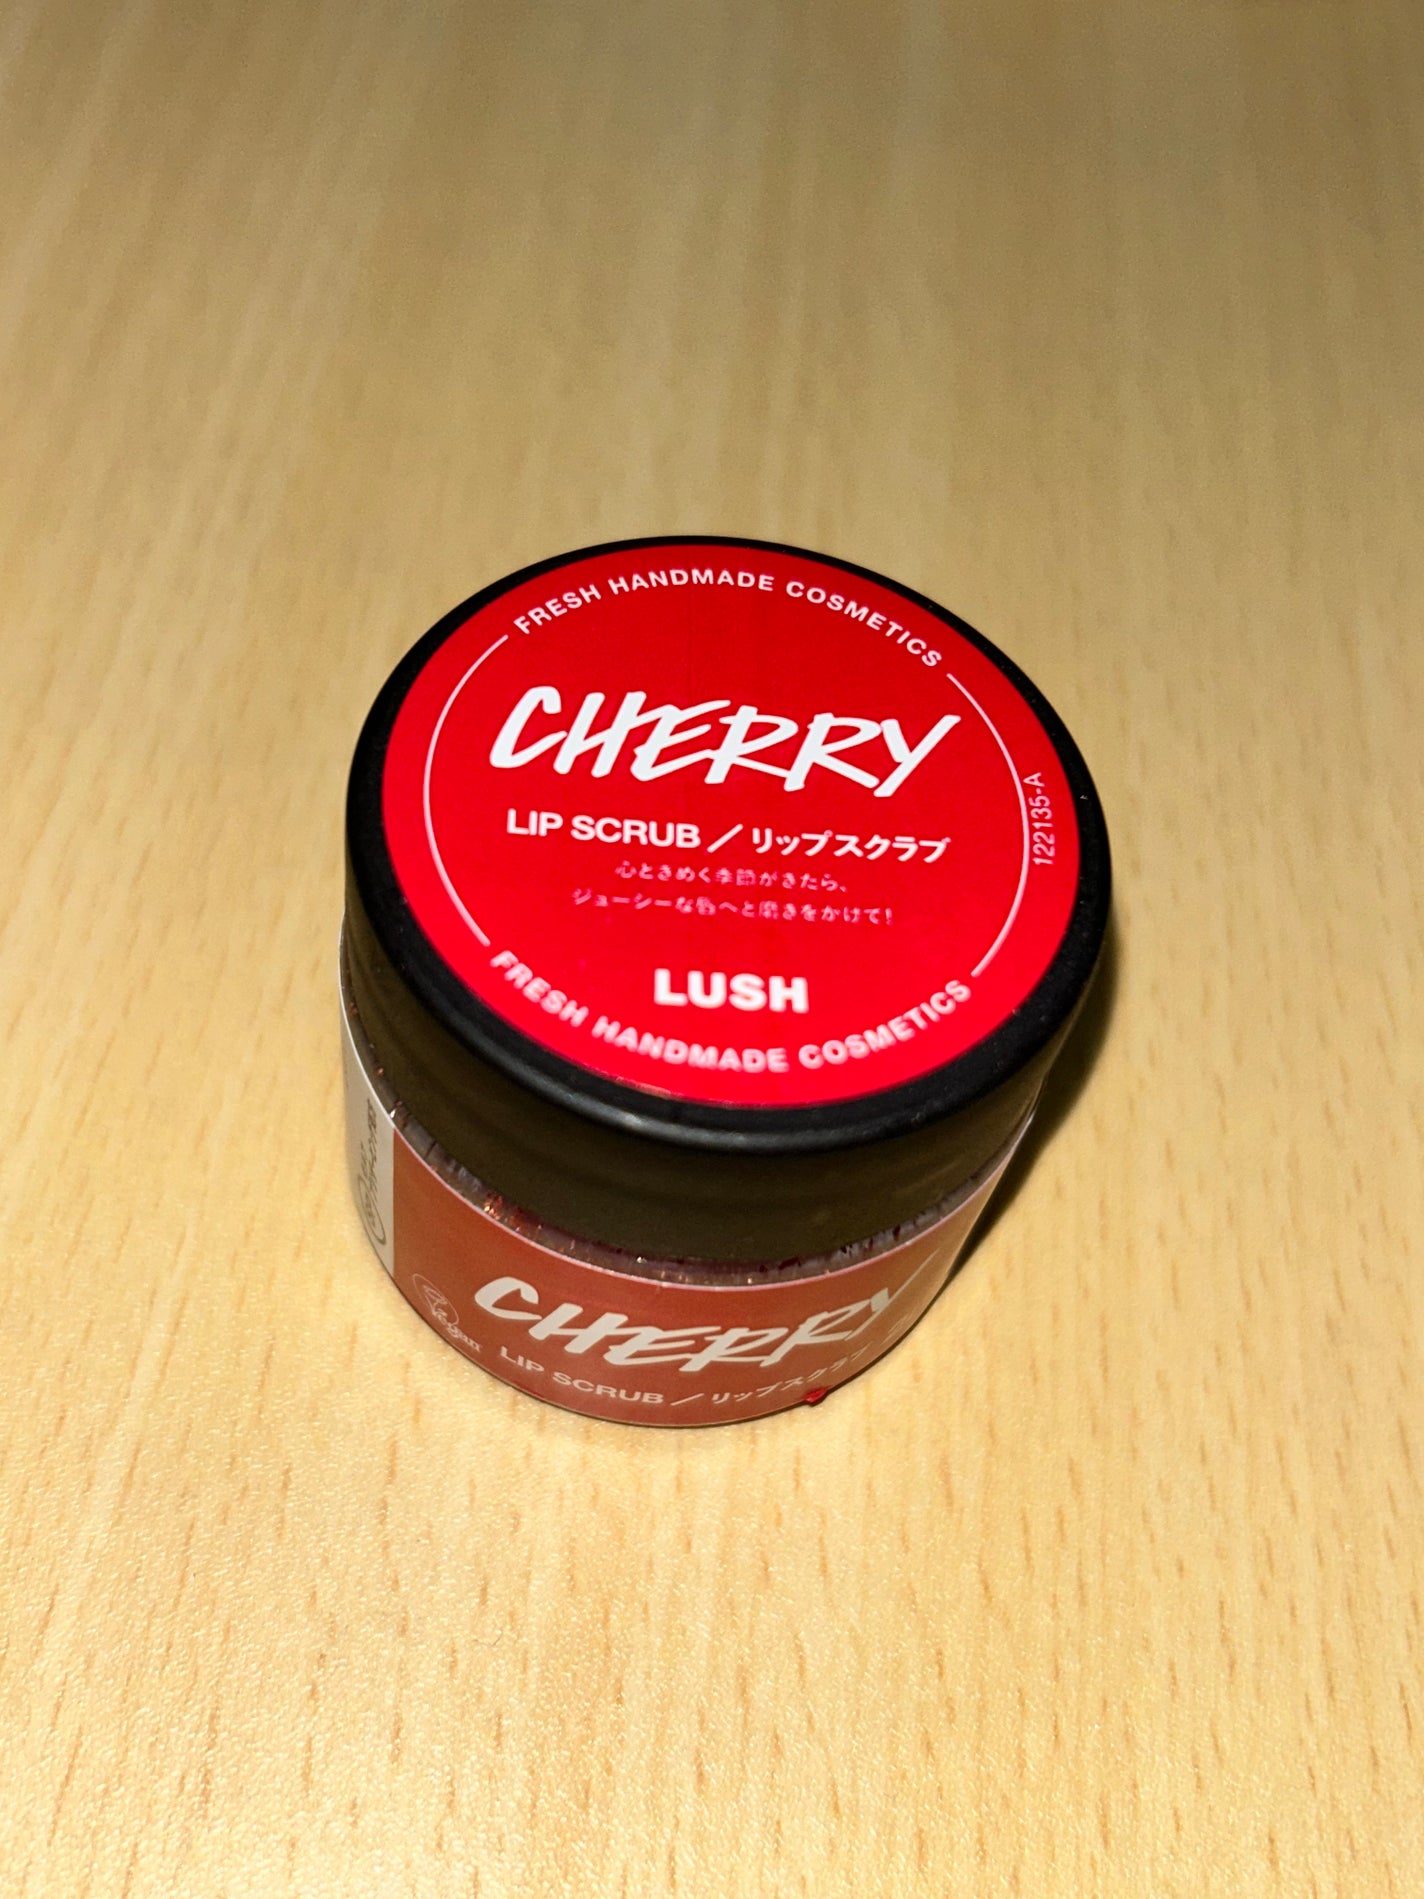 FRESH HANDMADE COSMETICS
CHERRY
LIP SCRUB／リップスクラブ
心ときめく季節がきたら、
ジューシーな唇へと磨きをかけて！
LUSH
FRESH HANDMADE COSMETICS
122135-A
CHERRY
Vegan
LIP SCRUB／リップスクラブ